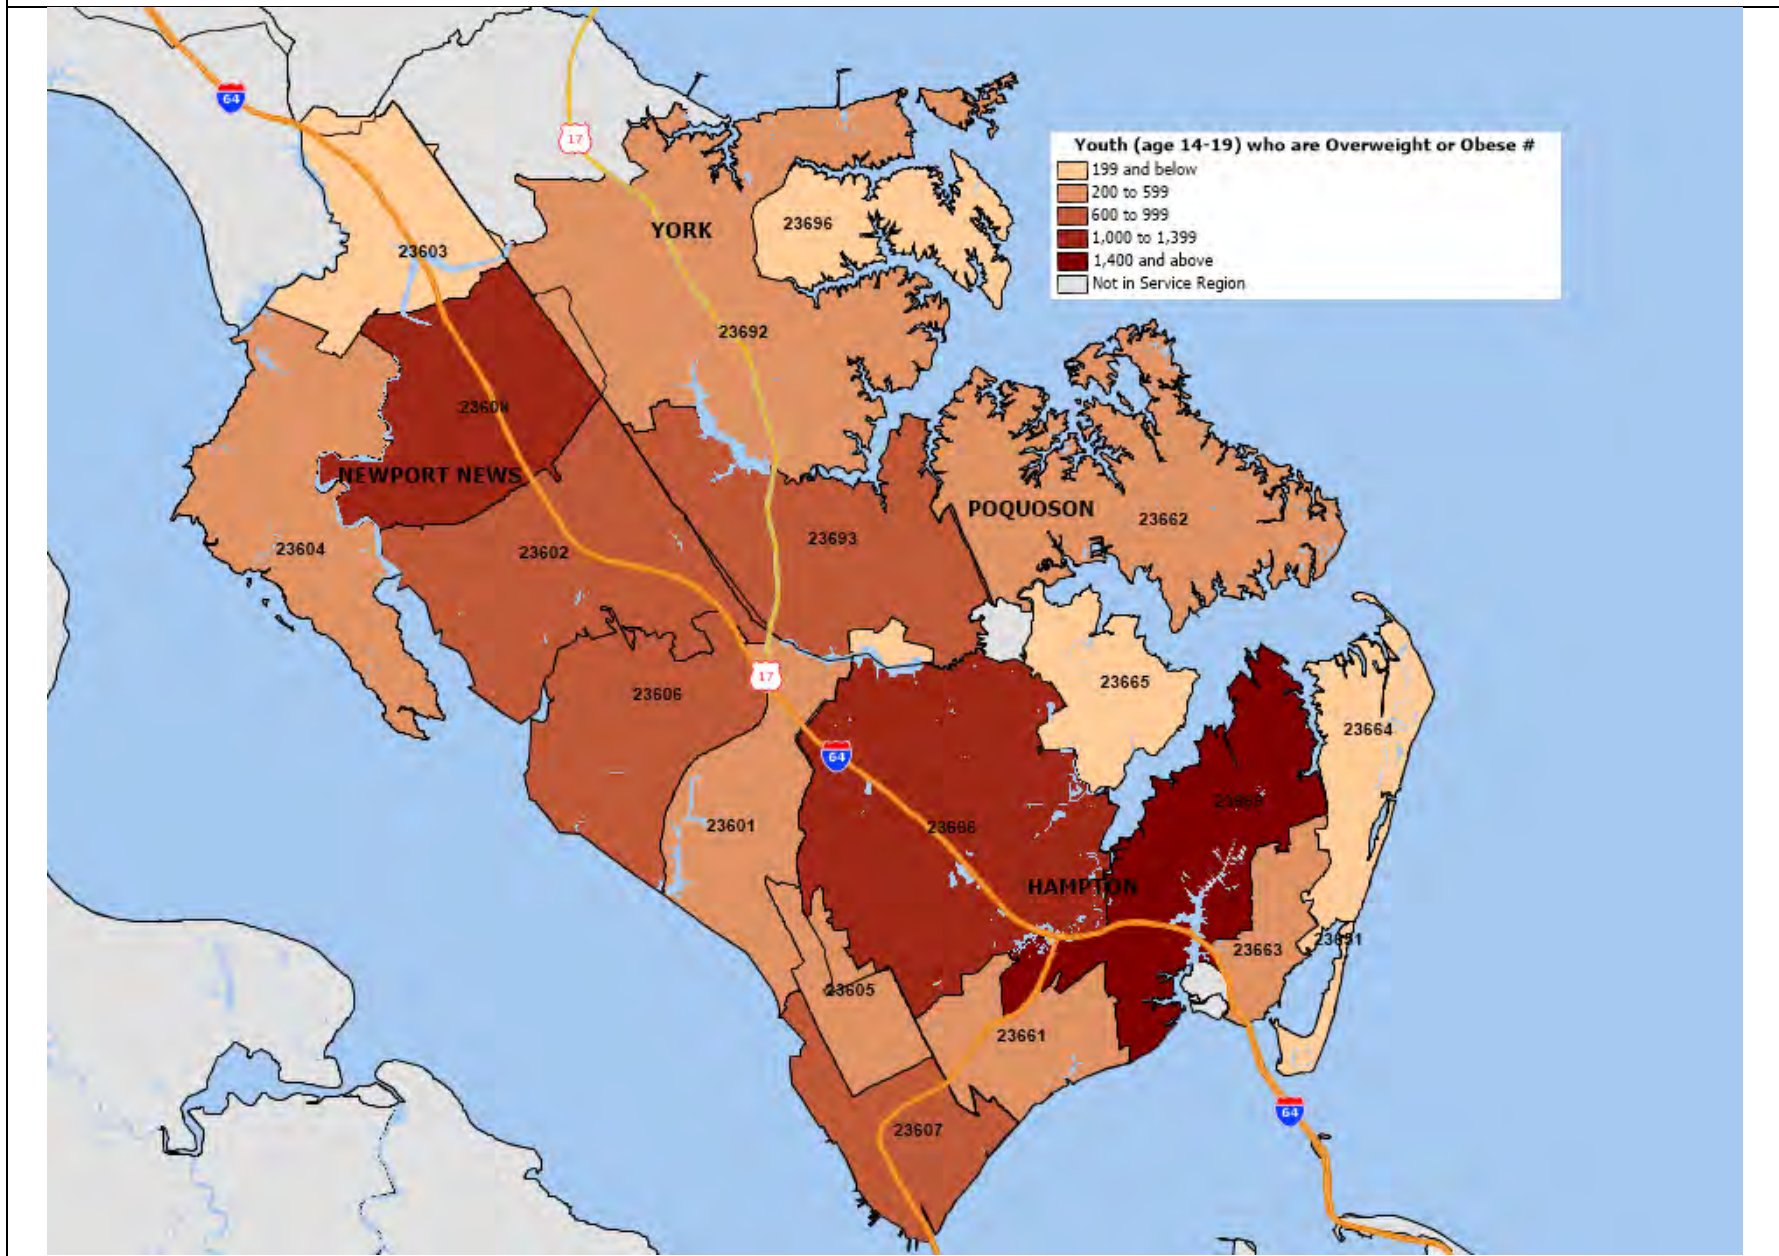 64
17
Youth (age 14-19) who are Overweight or Obese #
199 and below
200 to 599
600 to 999
1,000 to 1,399
1,400 and above
Not in Service Region
23696
YORK
23603
23692
23608
NEWPORT NEWS
POQUOSON
23662
23693
23604
23602
17
23665
23606
23664
64
23669
23601
23666
HAMPTON
23651
23663
23605
23661
64
23607